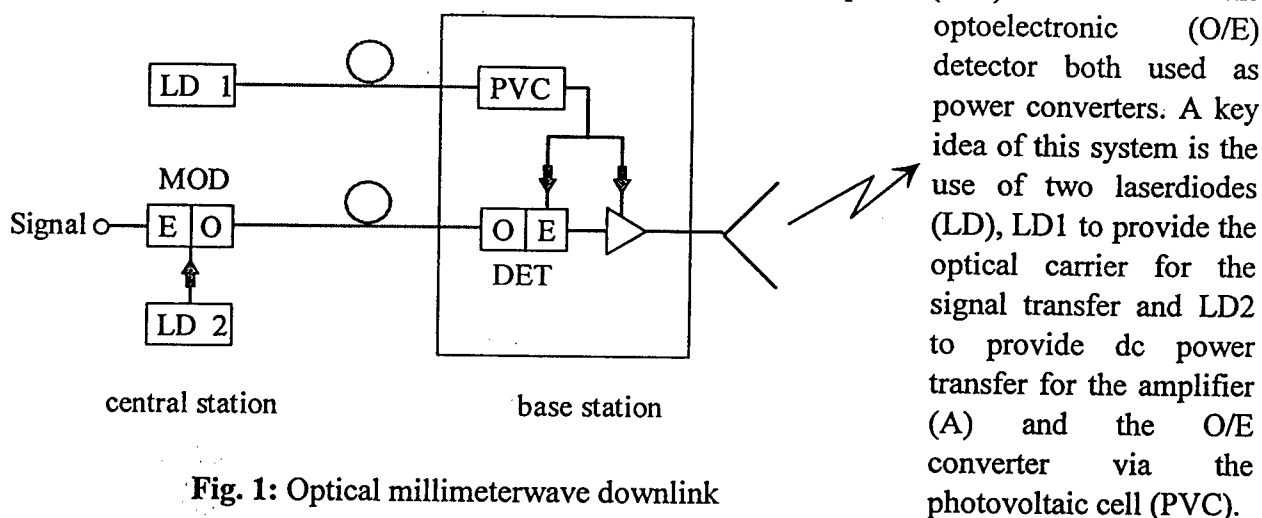 optoelectronic (O/E)
detector both used as
power converters. A key
idea of this system is the
use of two laserdiodes
(LD), LD1 to provide the
optical carrier for the
signal transfer and LD2
to provide dc power
transfer for the amplifier
(A) and the O/E
converter via the
photovoltaic cell (PVC).
LD 1
PVC
MOD
Signal
E O
O E
DET
LD 2
central station
base station
Fig. 1: Optical millimeterwave downlink